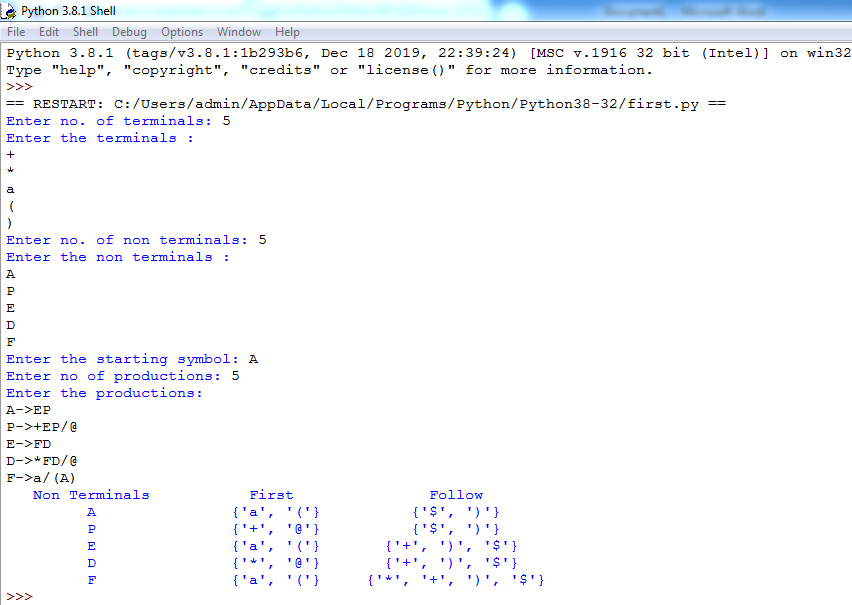 Python 3.8.1 Shell
File Edit Shell Debug Options Window Help
Python 3.8.1 (tags/v3.8.1:1b293b6, Dec 18 2019, 22:39:24) [MSC v.1916 32 bit (Intel)] on win32
Type "help", "copyright", "credits" or "license()" for more information.
>>>
== RESTART: C:/Users/admin/AppData/Local/Programs/Python/Python38-32/first.py ==
Enter no. of terminals: 5
Enter the terminals :
+
*
a
(
)
Enter no. of non terminals: 5
Enter the non terminals :
A
P
E
D
F
Enter the starting symbol: A
Enter no of productions: 5
Enter the productions:
A->EP
P->+EP/@
E->FD
D->*FD/@
F->a/(A)
Non Terminals First Follow
A {'a', '('} {'$', ')'}
P {'+', '@'} {'$', ')'}
E {'a', '('} {'+', ')', '$'}
D {'*', '@'} {'+', ')', '$'}
F {'a', '('} {'*', '+', ')', '$'}
>>>